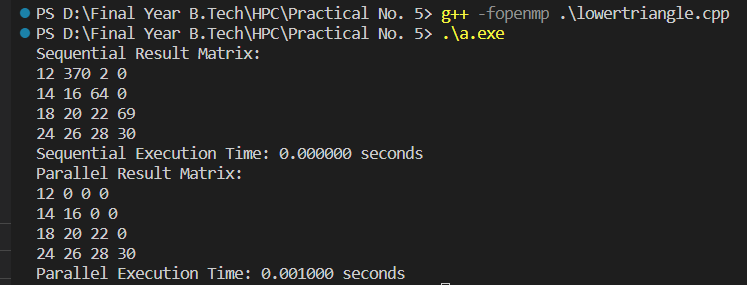 PS D:\Final Year B.Tech\HPC\Practical No. 5> g++ -fopenmp .\lowertriangle.cpp
PS D:\Final Year B.Tech\HPC\Practical No. 5> .\a.exe
Sequential Result Matrix:
12 370 2 0
14 16 64 0
18 20 22 69
24 26 28 30
Sequential Execution Time: 0.000000 seconds
Parallel Result Matrix:
12 0 0 0
14 16 0 0
18 20 22 0
24 26 28 30
Parallel Execution Time: 0.001000 seconds